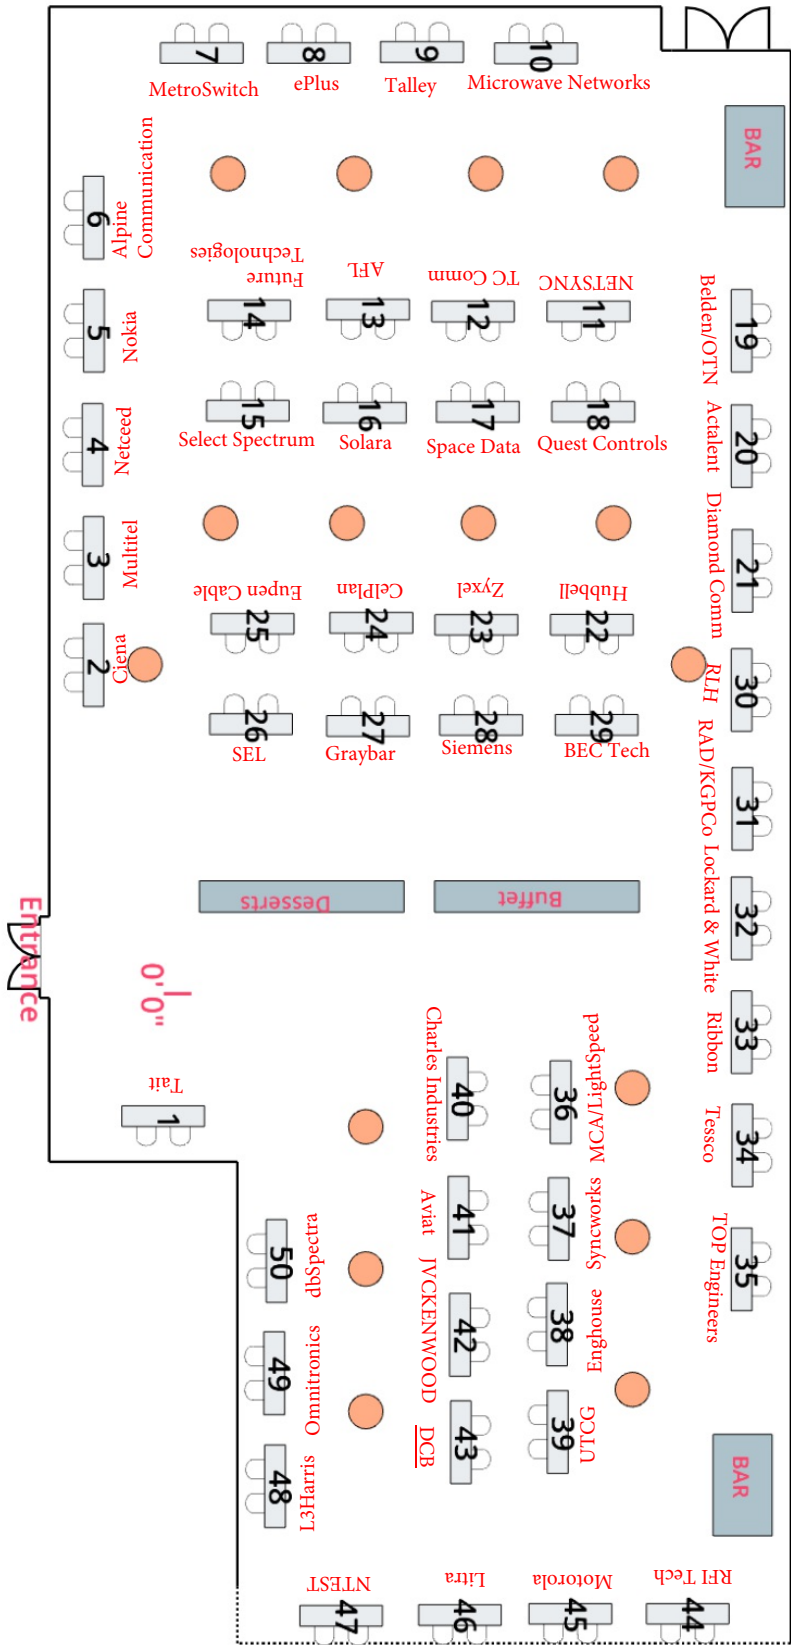 7
8
9
10
MetroSwitch
ePlus
Talley
Microwave Networks
BAR
6
Alpine
Communication
Future
Technologies
AFL
TC Comm
NETSYNC
5
Nokia
14
13
12
11
19
Belden/OTN
15
16
17
18
Select Spectrum
Solara
Space Data
Quest Controls
4
Netceed
20
Actalent
3
Multitel
21
Diamond Comm
Eupen Cable
CelPlan
Zyxel
Hubbell
25
24
23
22
2
Ciena
30
RLH
26
27
28
29
SEL
Graybar
Siemens
BEC Tech
31
RAD/KGPCo
Desserts
Buffet
32
Lockard & White
Entrance
0' 0"
33
Ribbon
Tait
1
40
Charles Industries
36
MCA/LightSpeed
34
Tessco
41
Aviat
37
Syncworks
50
dbSpectra
35
TOP Engineers
42
JVCKENWOOD
38
Enghouse
49
Omnitronics
43
DCB
39
UTCG
48
L3Harris
BAR
NTEST
Litra
Motorola
RFI Tech
47
46
45
44